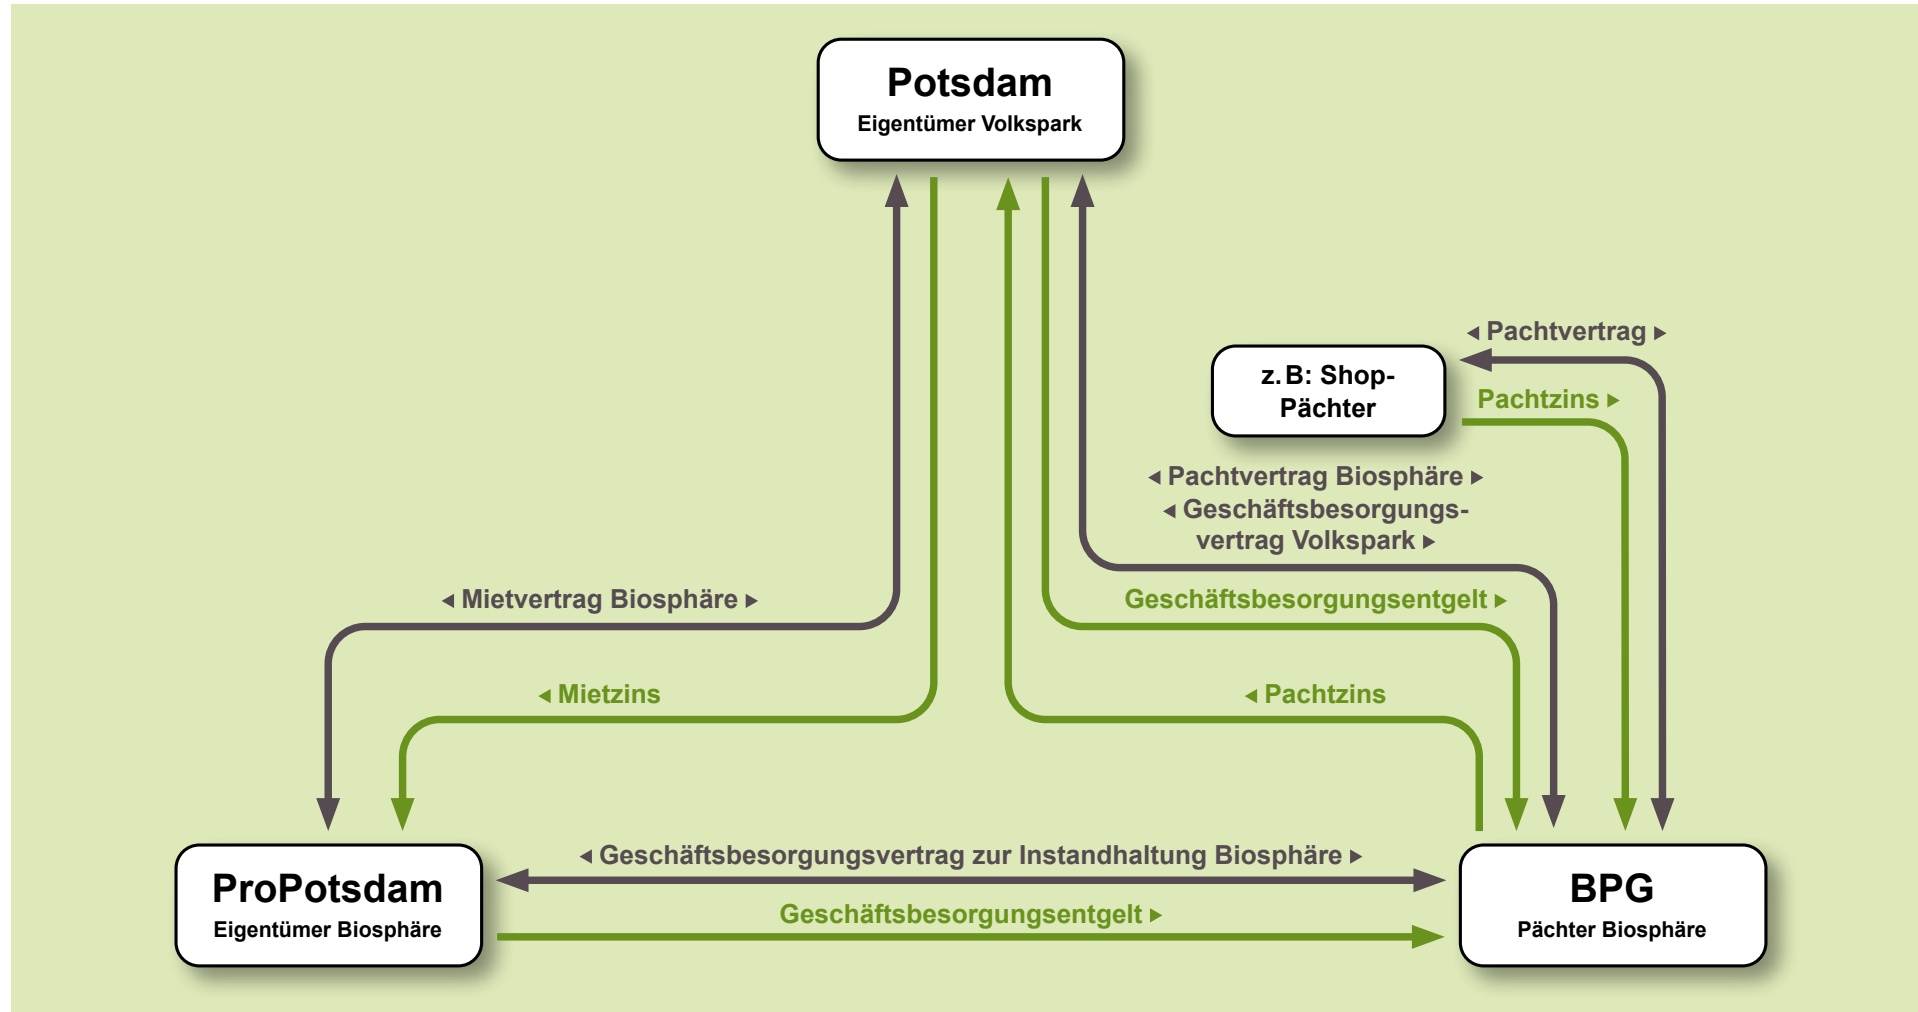 Potsdam
Eigentümer Volkspark
◂ Pachtvertrag ▸
z. B: Shop-
Pächter
Pachtzins ▸
◂ Pachtvertrag Biosphäre ▸
◂ Geschäftsbesorgungs-
vertrag Volkspark ▸
◂ Mietvertrag Biosphäre ▸
Geschäftsbesorgungsentgelt ▸
◂ Mietzins
◂ Pachtzins
◂ Geschäftsbesorgungsvertrag zur Instandhaltung Biosphäre ▸
Geschäftsbesorgungsentgelt ▸
ProPotsdam
Eigentümer Biosphäre
BPG
Pächter Biosphäre